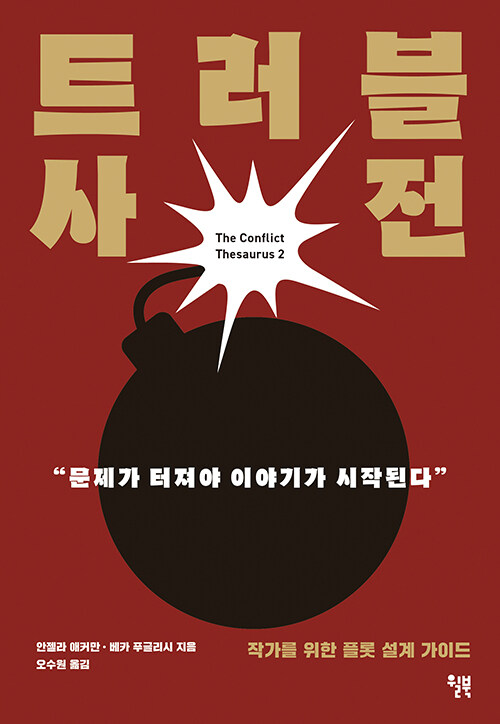 트러블
사전
The Conflict
Thesaurus 2
“문제가 터져야 이야기가 시작된다”
안젤라 애커만 · 베카 푸글리시 지음
오수원 옮김
작가를 위한 플롯 설계 가이드
윌북